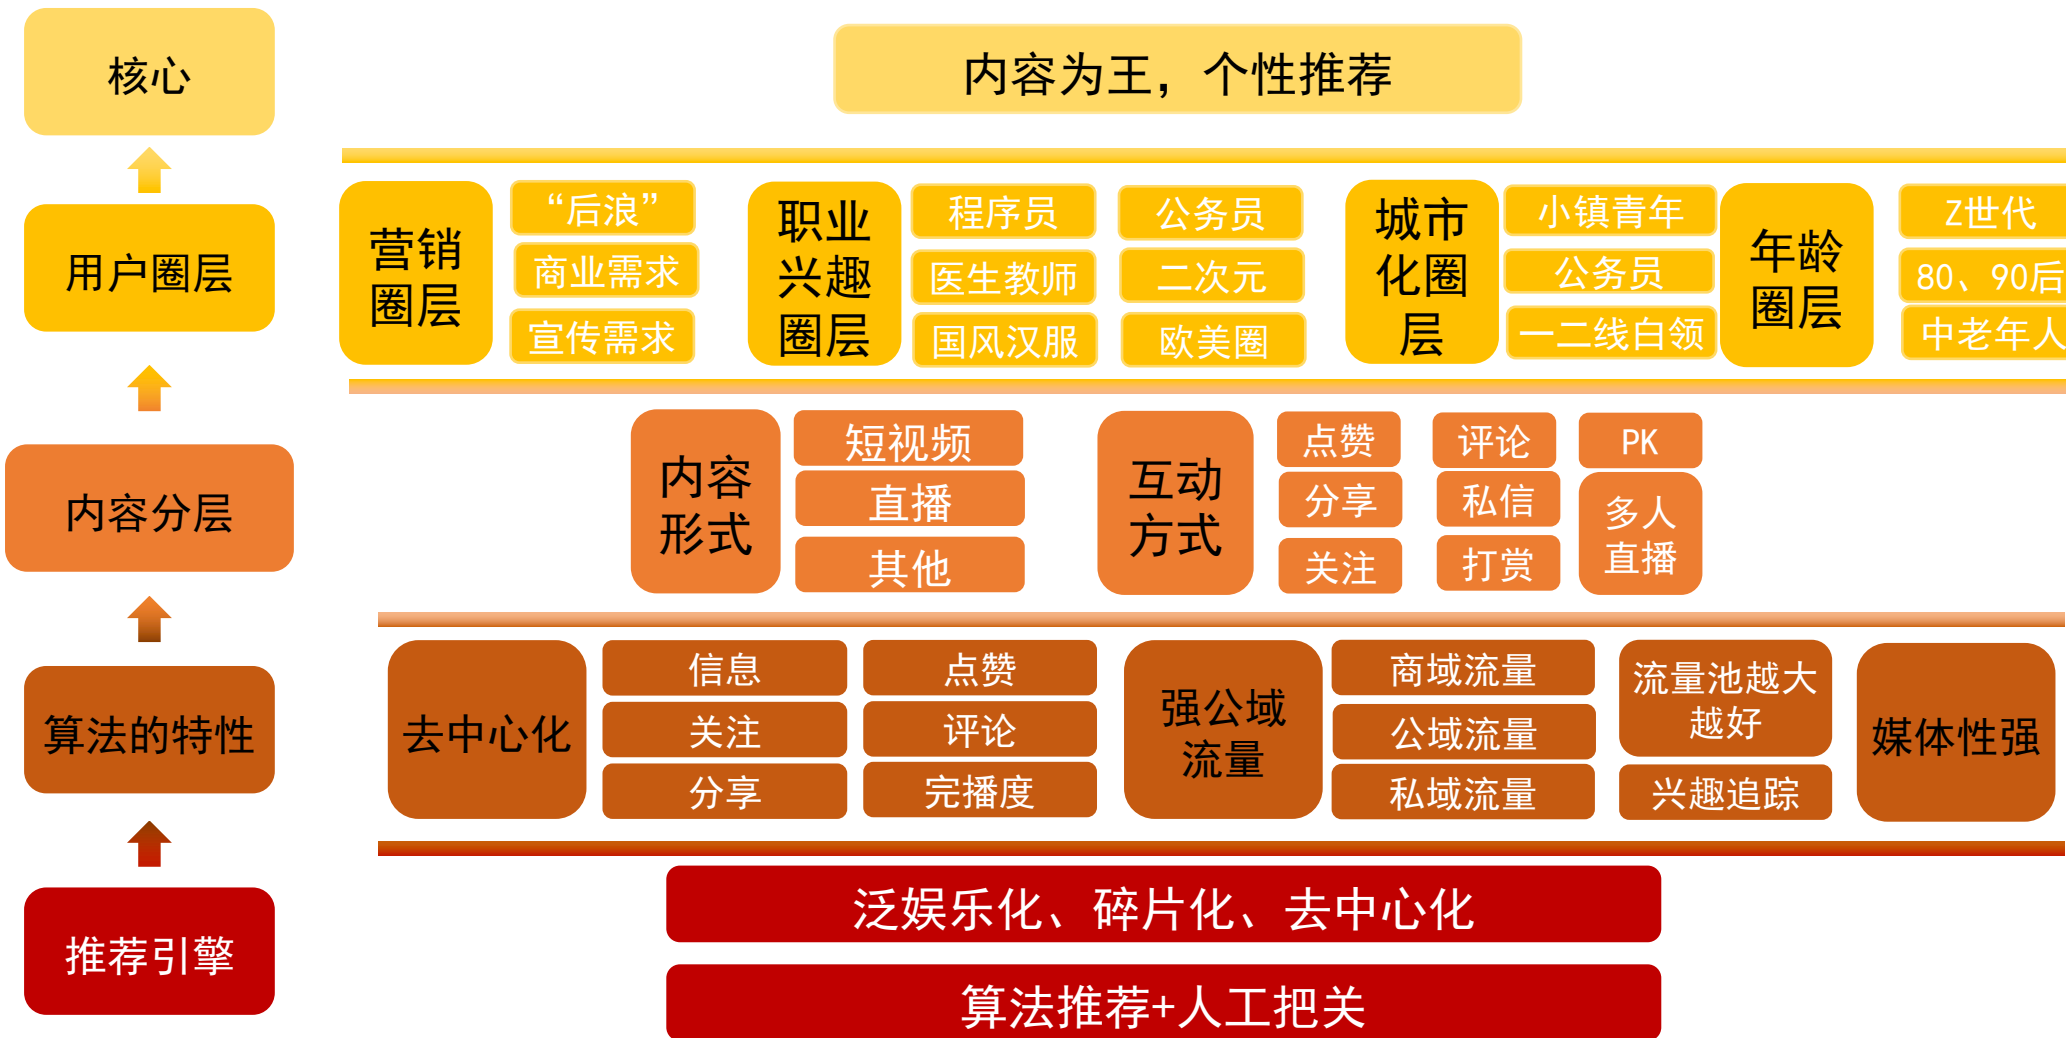 核心
内容为王，个性推荐
用户圈层
营销
圈层
“后浪”
商业需求
宣传需求
职业
兴趣
圈层
程序员
医生教师
国风汉服
公务员
二次元
欧美圈
城市
化圈
层
小镇青年
公务员
一二线白领
年龄
圈层
Z世代
80、90后
中老年人
内容分层
内容
形式
短视频
直播
其他
互动
方式
点赞
分享
关注
评论
私信
打赏
PK
多人
直播
算法的特性
去中心化
信息
关注
分享
点赞
评论
完播度
强公域
流量
商域流量
公域流量
私域流量
流量池越大
越好
兴趣追踪
媒体性强
推荐引擎
泛娱乐化、碎片化、去中心化
算法推荐+人工把关